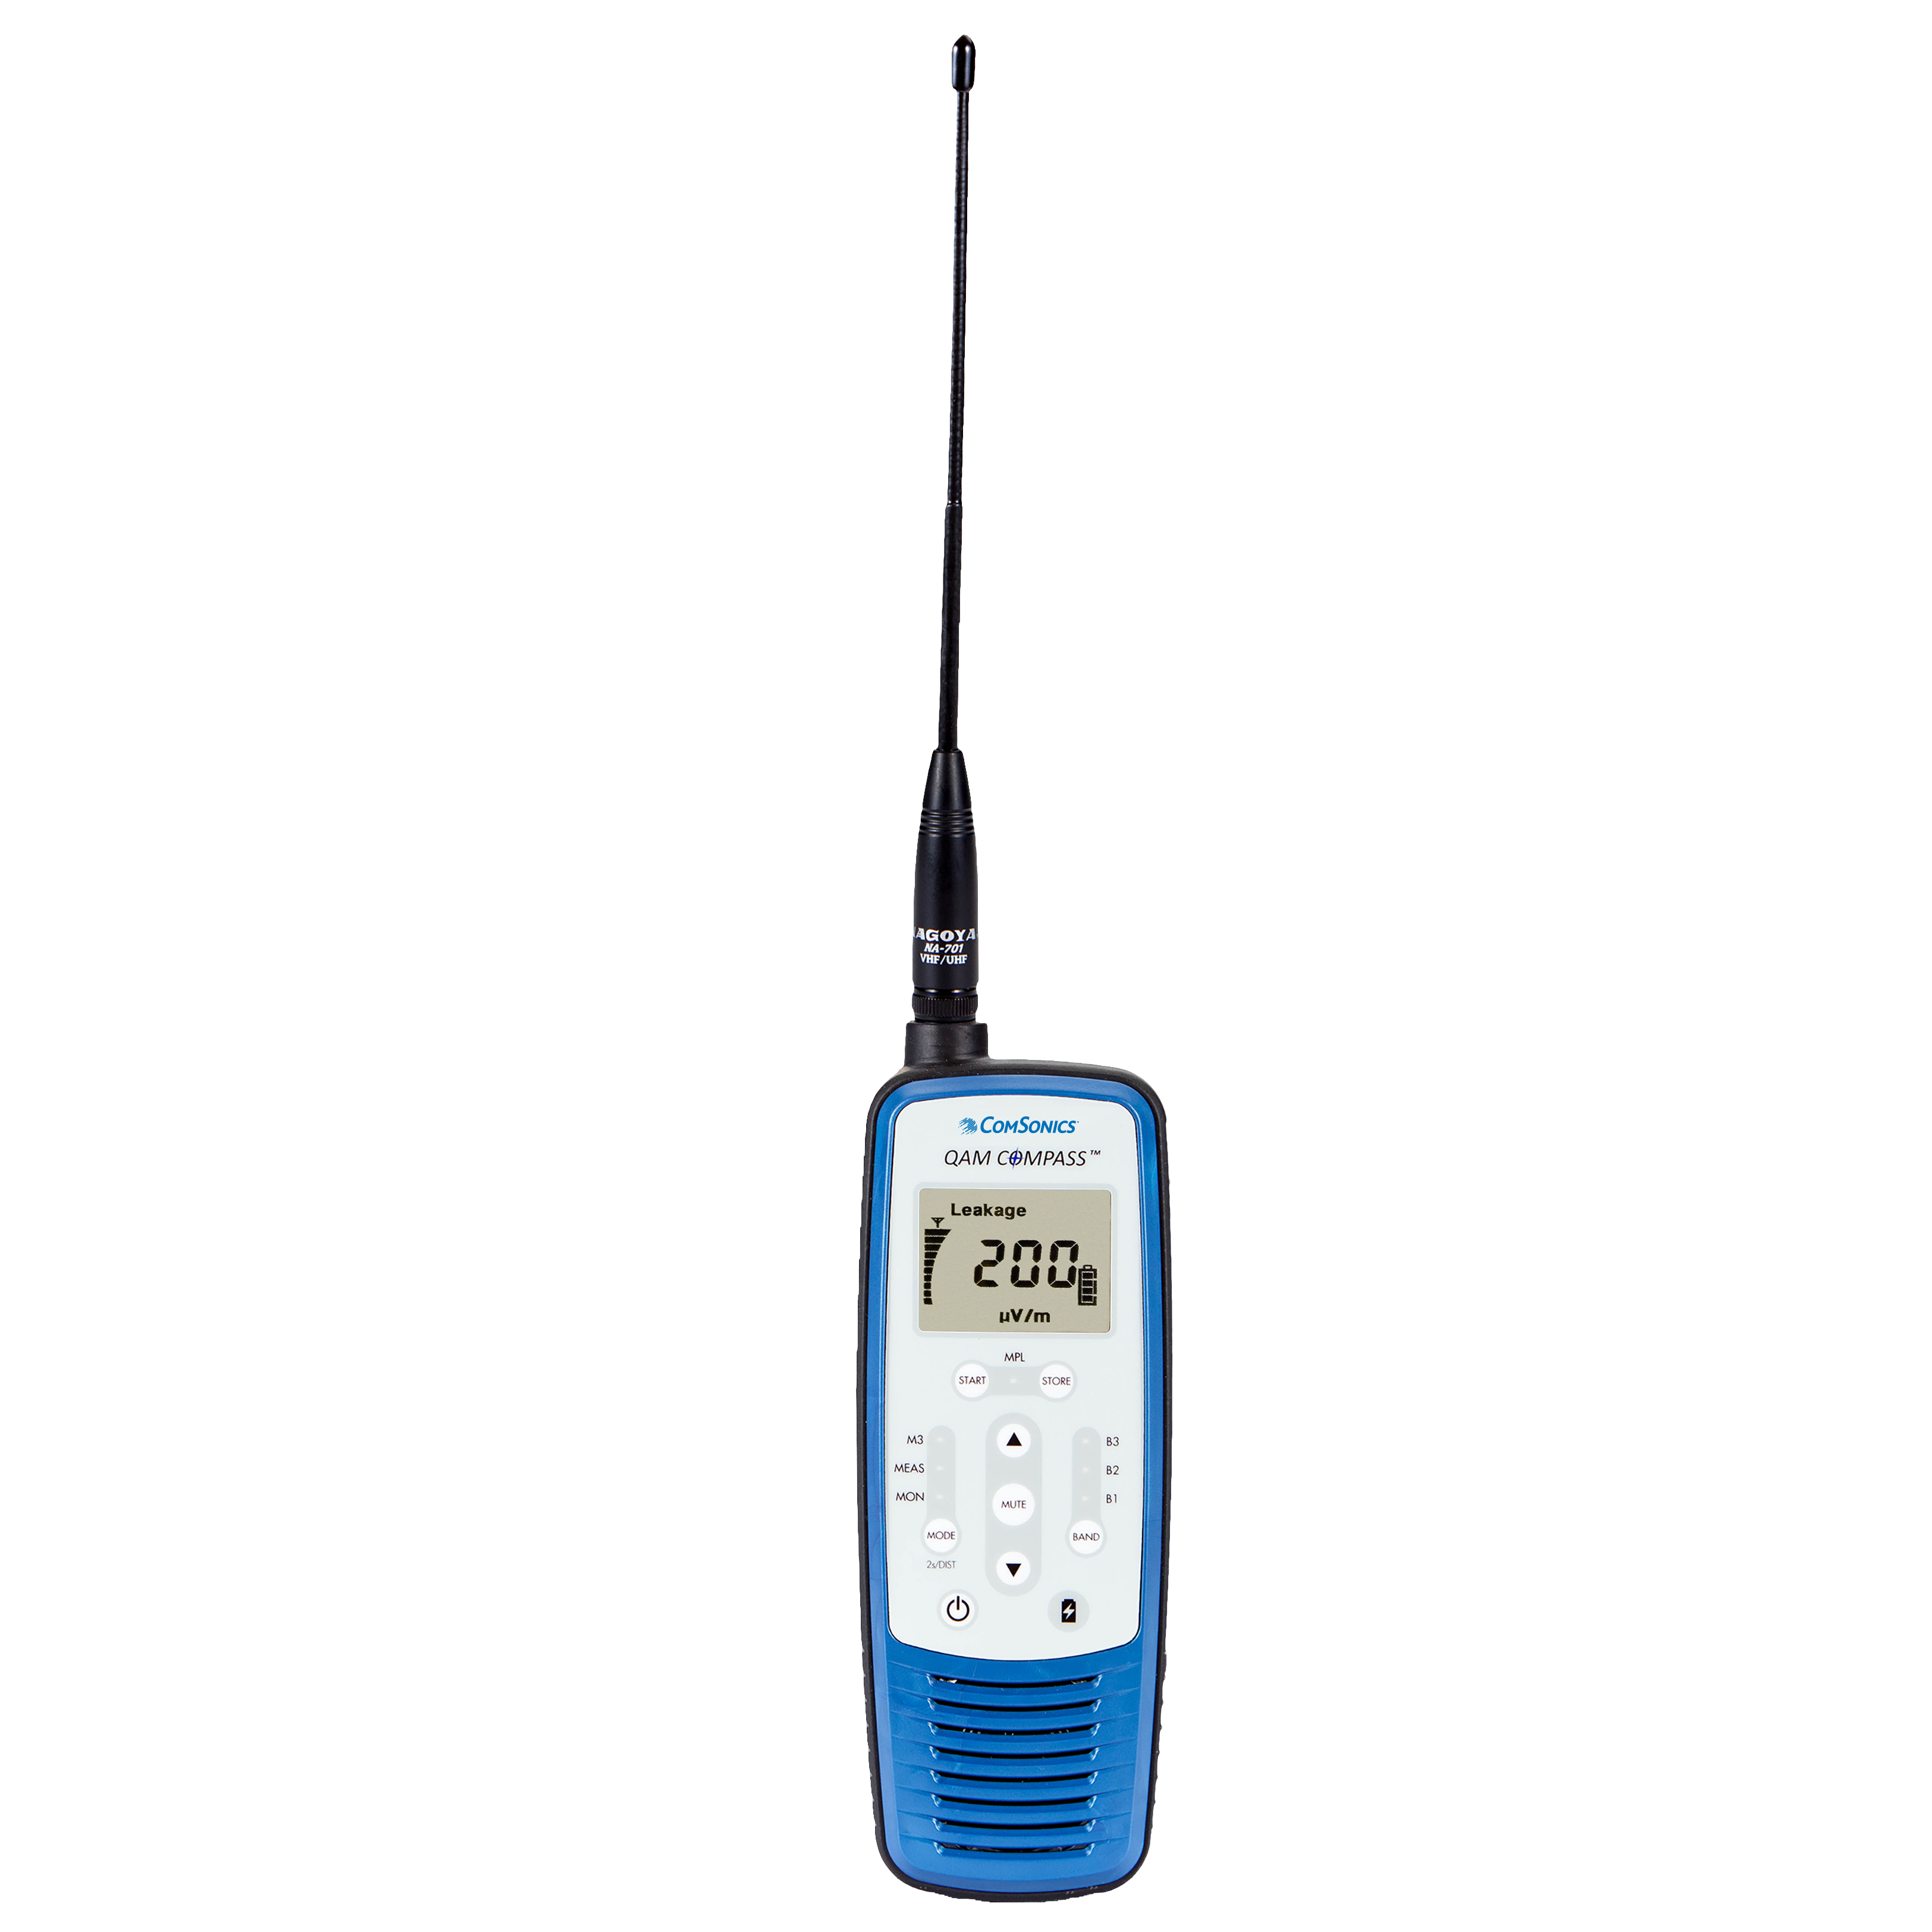 NAGOYA
NA-701
VHF/UHF
COMSONICS
QAM COMPASS™
Leakage
200
µV/m
MPL
START
STORE
M3
B3
MEAS
B2
MON
MUTE
B1
MODE
BAND
2s/DIST